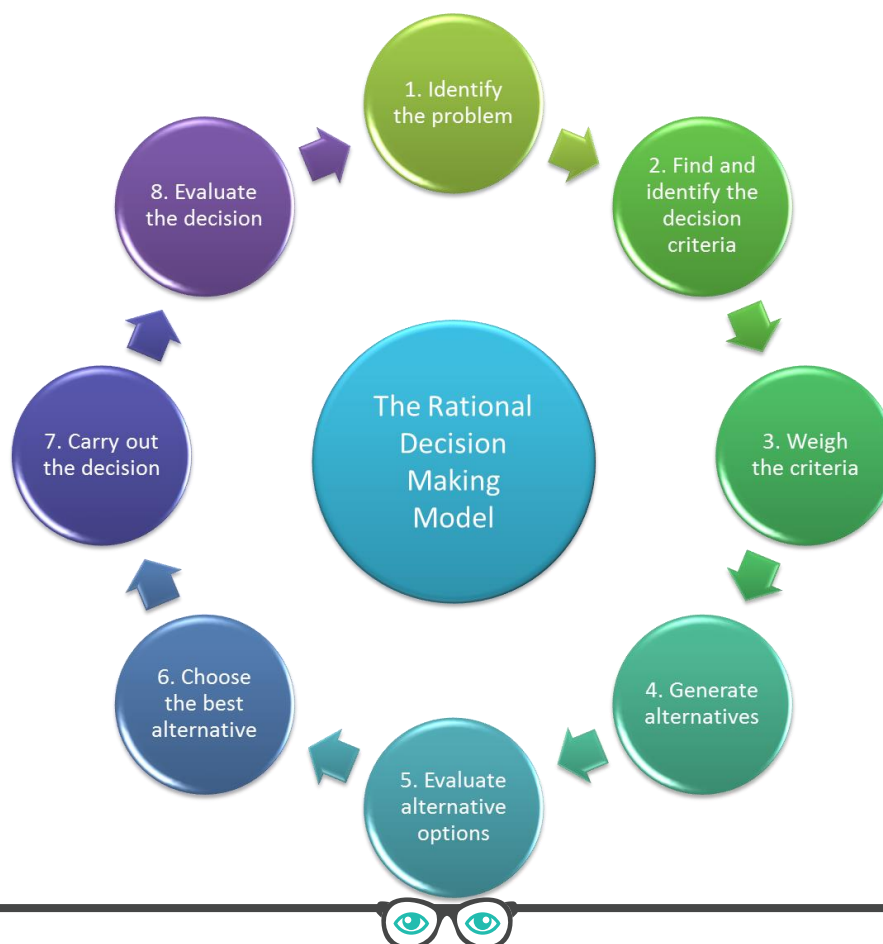 1. Identify
the problem
2. Find and
identify the
decision
criteria
3. Weigh
the criteria
4. Generate
alternatives
5. Evaluate
alternative
options
6. Choose
the best
alternative
7. Carry out
the decision
8. Evaluate
the decision
The Rational
Decision
Making
Model